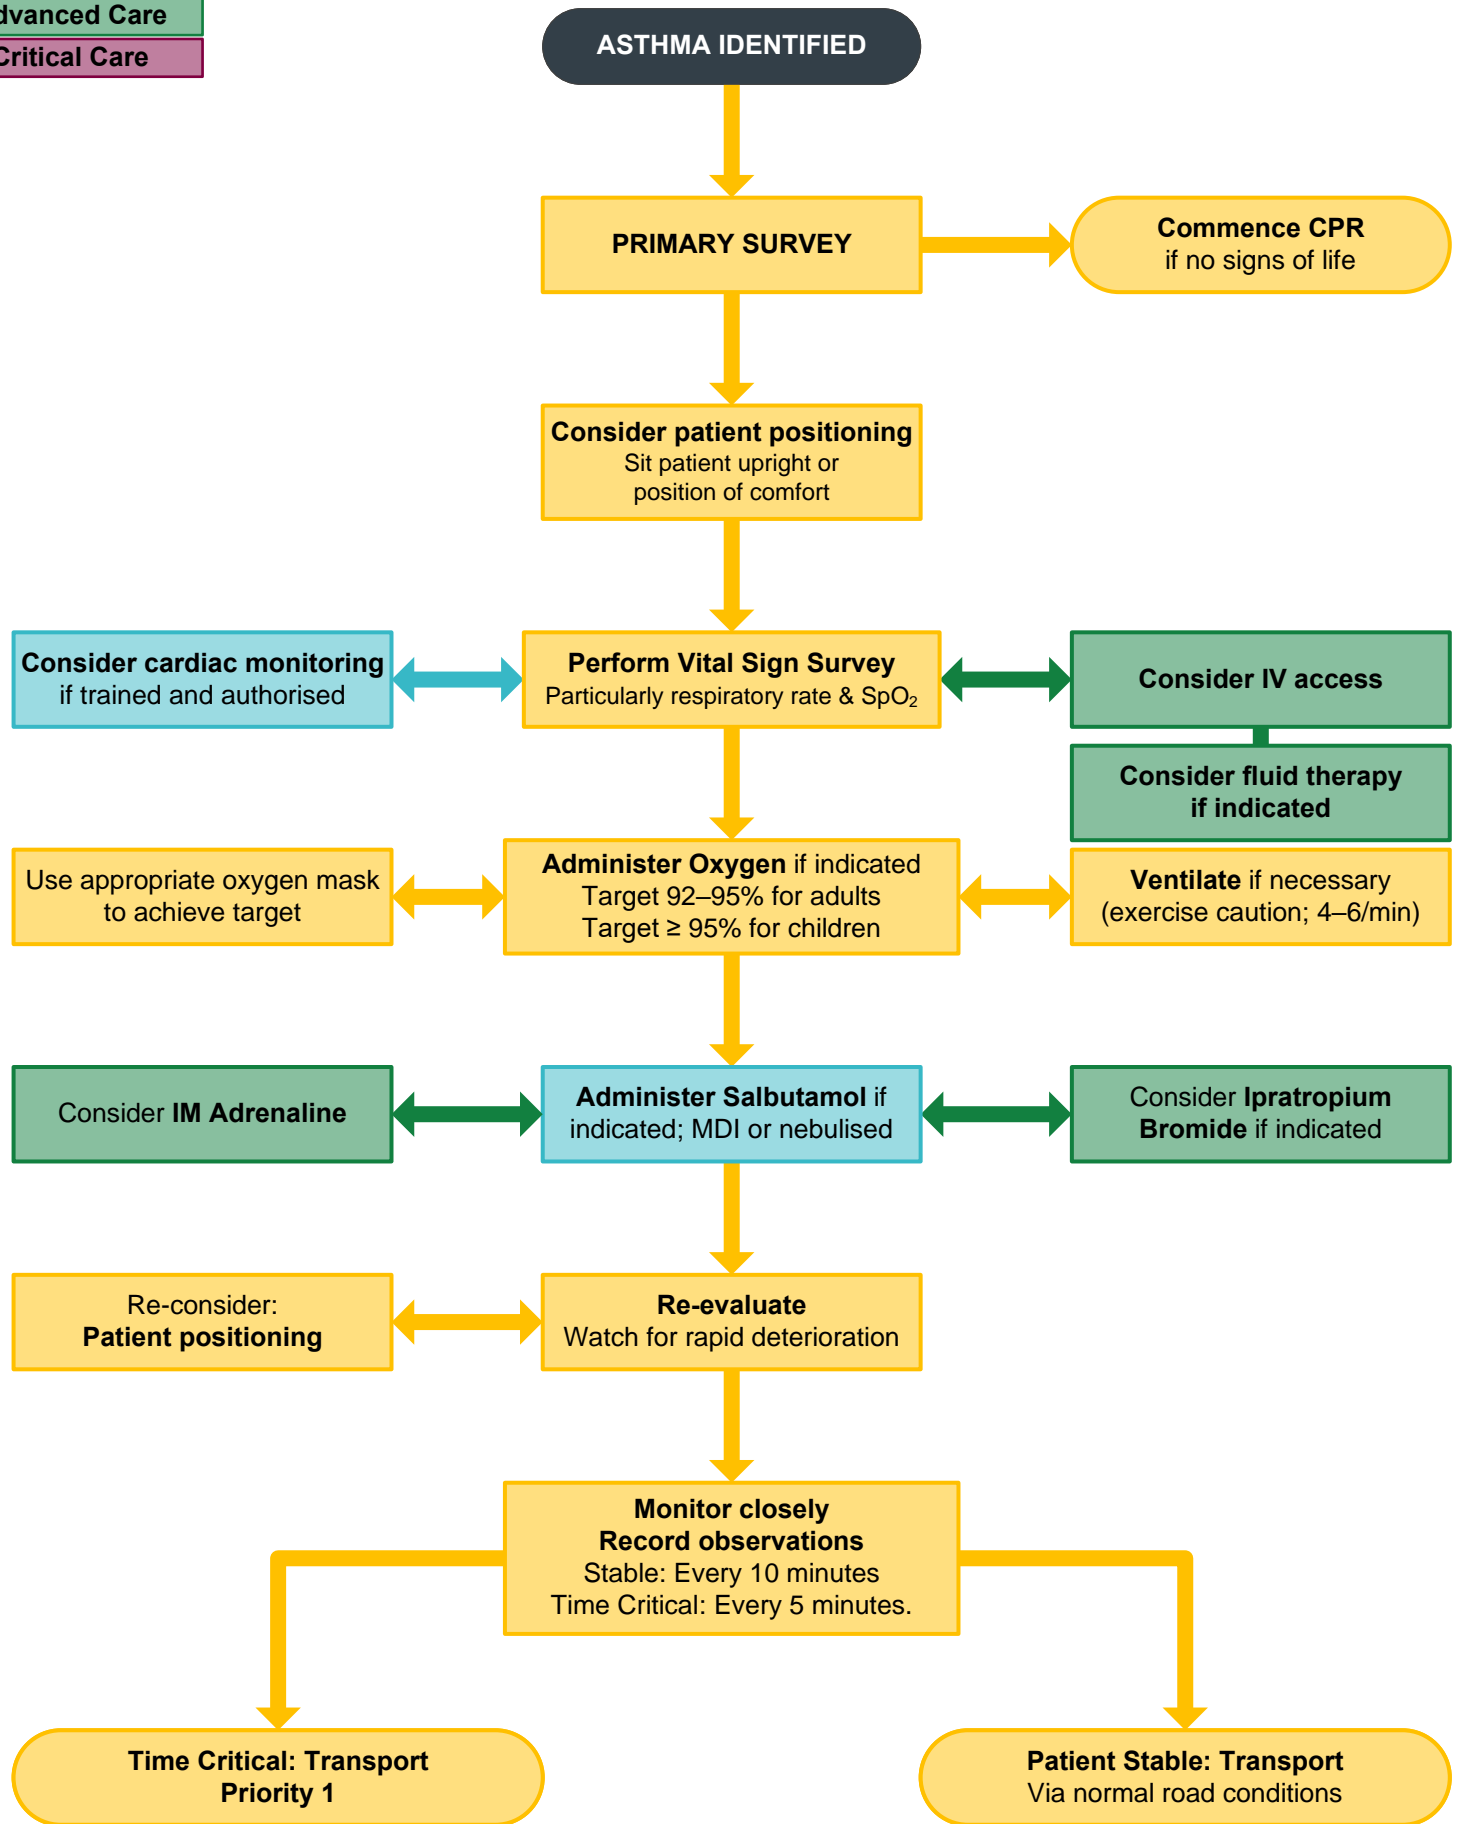 dvanced Care
Critical Care
ASTHMA IDENTIFIED
PRIMARY SURVEY
Commence CPR
if no signs of life
Consider patient positioning
Sit patient upright or
position of comfort
Consider cardiac monitoring
if trained and authorised
Perform Vital Sign Survey
Particularly respiratory rate & SpO₂
Consider IV access
Consider fluid therapy
if indicated
Use appropriate oxygen mask
to achieve target
Administer Oxygen if indicated
Target 92–95% for adults
Target ≥ 95% for children
Ventilate if necessary
(exercise caution; 4–6/min)
Consider IM Adrenaline
Administer Salbutamol if
indicated; MDI or nebulised
Consider Ipratropium
Bromide if indicated
Re-consider:
Patient positioning
Re-evaluate
Watch for rapid deterioration
Monitor closely
Record observations
Stable: Every 10 minutes
Time Critical: Every 5 minutes.
Time Critical: Transport
Priority 1
Patient Stable: Transport
Via normal road conditions